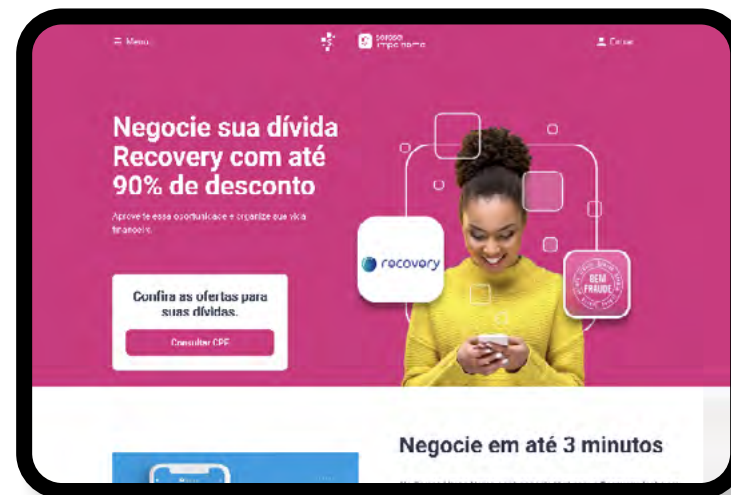 Menu
serasa
limpa nome
Entrar
Negocie sua dívida
Recovery com até
90% de desconto
Aproveite essa oportunidade e organize sua vida
financeira.
recovery
SEM
FRAUDE
Confira as ofertas para
suas dívidas.
Consultar CPF
Negocie em até 3 minutos